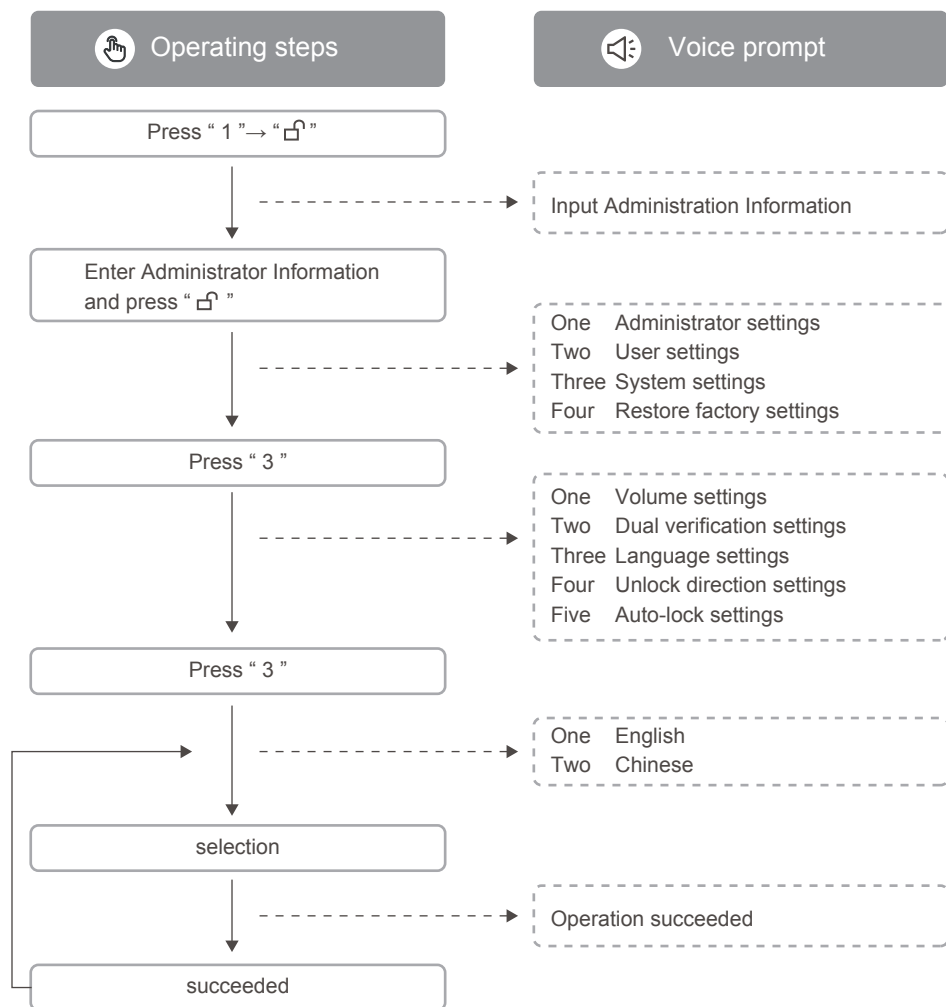 Operating steps
Voice prompt
Press “ 1 ”→ “ ”
Input Administration Information
Enter Administrator Information
and press “ ”
One Administrator settings
Two User settings
Three System settings
Four Restore factory settings
Press “ 3 ”
One Volume settings
Two Dual verification settings
Three Language settings
Four Unlock direction settings
Five Auto-lock settings
Press “ 3 ”
One English
Two Chinese
selection
Operation succeeded
succeeded